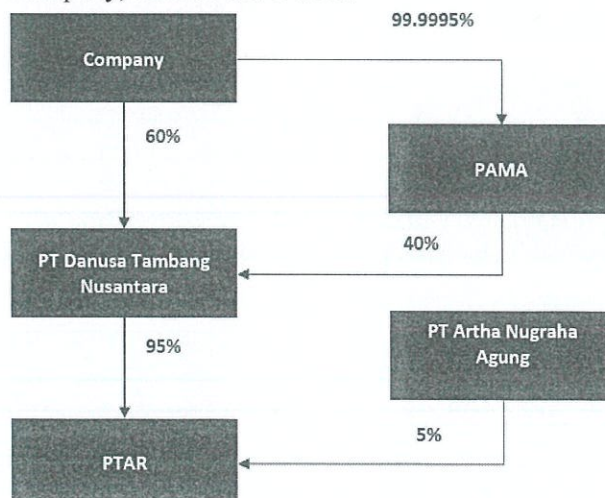 99.9995%
Company
60%
PAMA
PT Danusa Tambang
Nusantara
40%
95%
PT Artha Nugraha
Agung
5%
PTAR